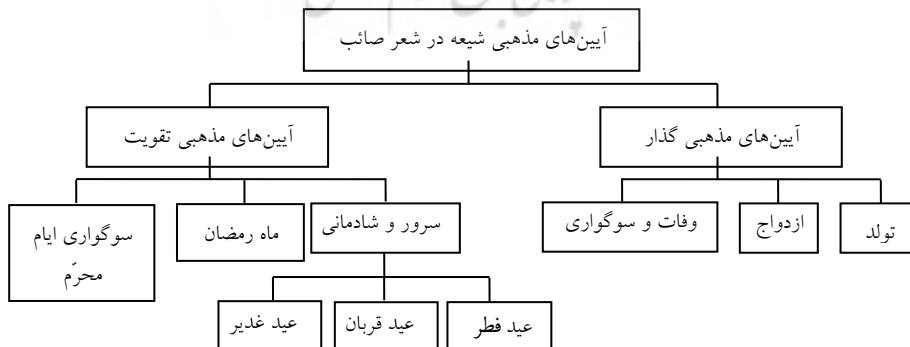 آیین‌های مذهبی شیعه در شعر صائب
آیین‌های مذهبی گذار
آیین‌های مذهبی تقویت
تولد
ازدواج
وفات و سوگواری
سرور و شادمانی
ماه رمضان
سوگواری ایام
محرّم
عید فطر
عید قربان
عید غدیر